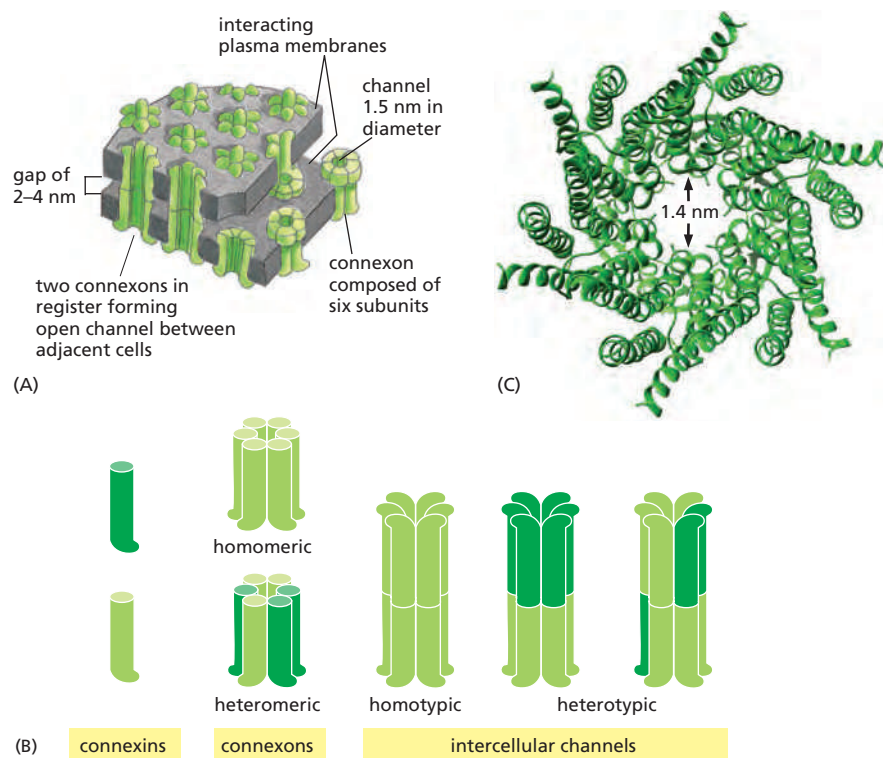 interacting
plasma membranes
channel
1.5 nm in
diameter
gap of
2–4 nm
two connexons in
register forming
open channel between
adjacent cells
connexon
composed of
six subunits
(A)
1.4 nm
(C)
homomeric
heteromeric
homotypic
heterotypic
(B)
connexins
connexons
intercellular channels